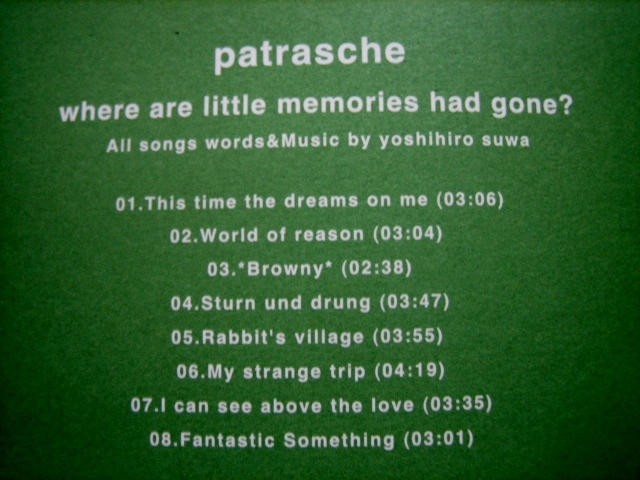 patrasche
where are little memories had gone?
All songs words&Music by yoshihiro suwa
01.This time the dreams on me (03:06)
02.World of reason (03:04)
03.*Browny* (02:38)
04.Sturn und drung (03:47)
05.Rabbit's village (03:55)
06.My strange trip (04:19)
07.I can see above the love (03:35)
08.Fantastic Something (03:01)